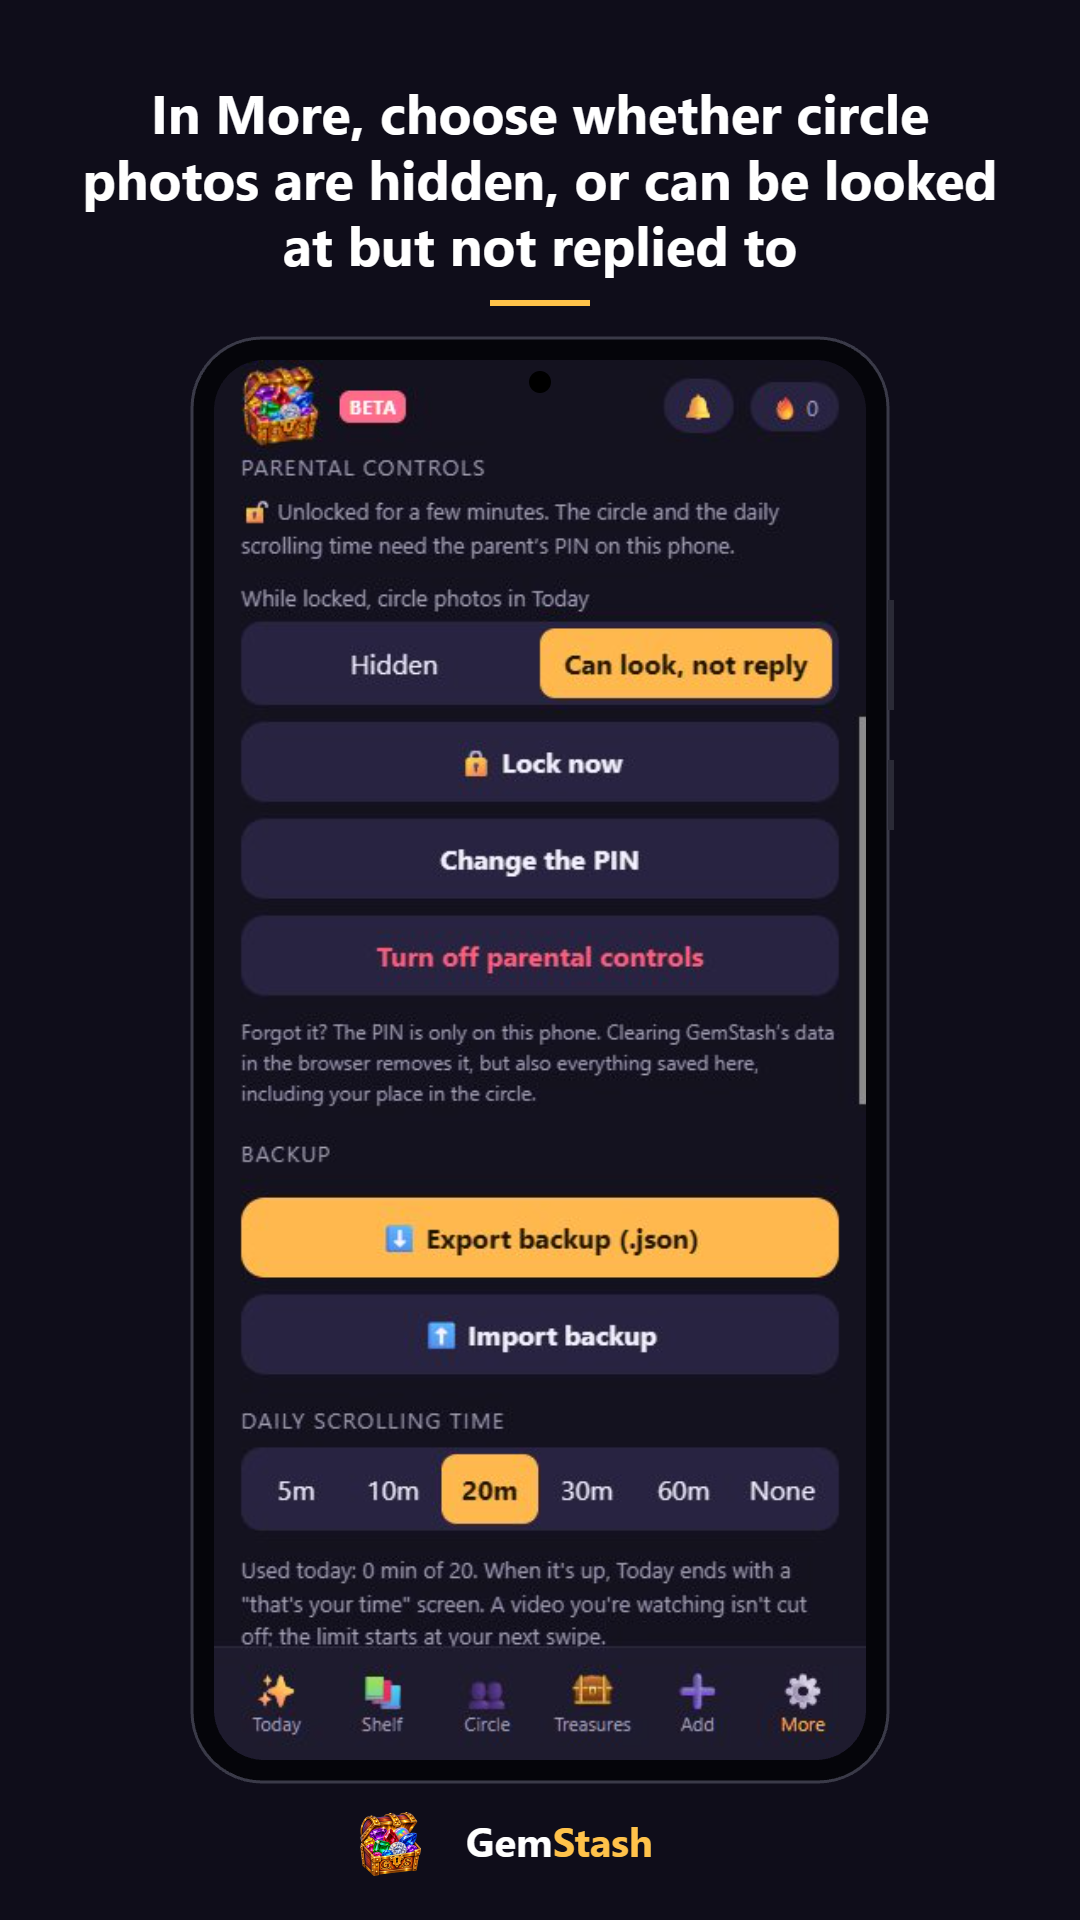 In More, choose whether circle
photos are hidden, or can be looked
at but not replied to
BETA
0
PARENTAL CONTROLS
Unlocked for a few minutes. The circle and the daily
scrolling time need the parent's PIN on this phone.
While locked, circle photos in Today
Hidden
Can look, not reply
Lock now
Change the PIN
Turn off parental controls
Forgot it? The PIN is only on this phone. Clearing GemStash's data
in the browser removes it, but also everything saved here,
including your place in the circle.
BACKUP
Export backup (.json)
Import backup
DAILY SCROLLING TIME
5m 10m 20m 30m 60m None
Used today: 0 min of 20. When it's up, Today ends with a
"that's your time" screen. A video you're watching isn't cut
off; the limit starts at your next swipe.
Today Shelf Circle Treasures Add More
GemStash